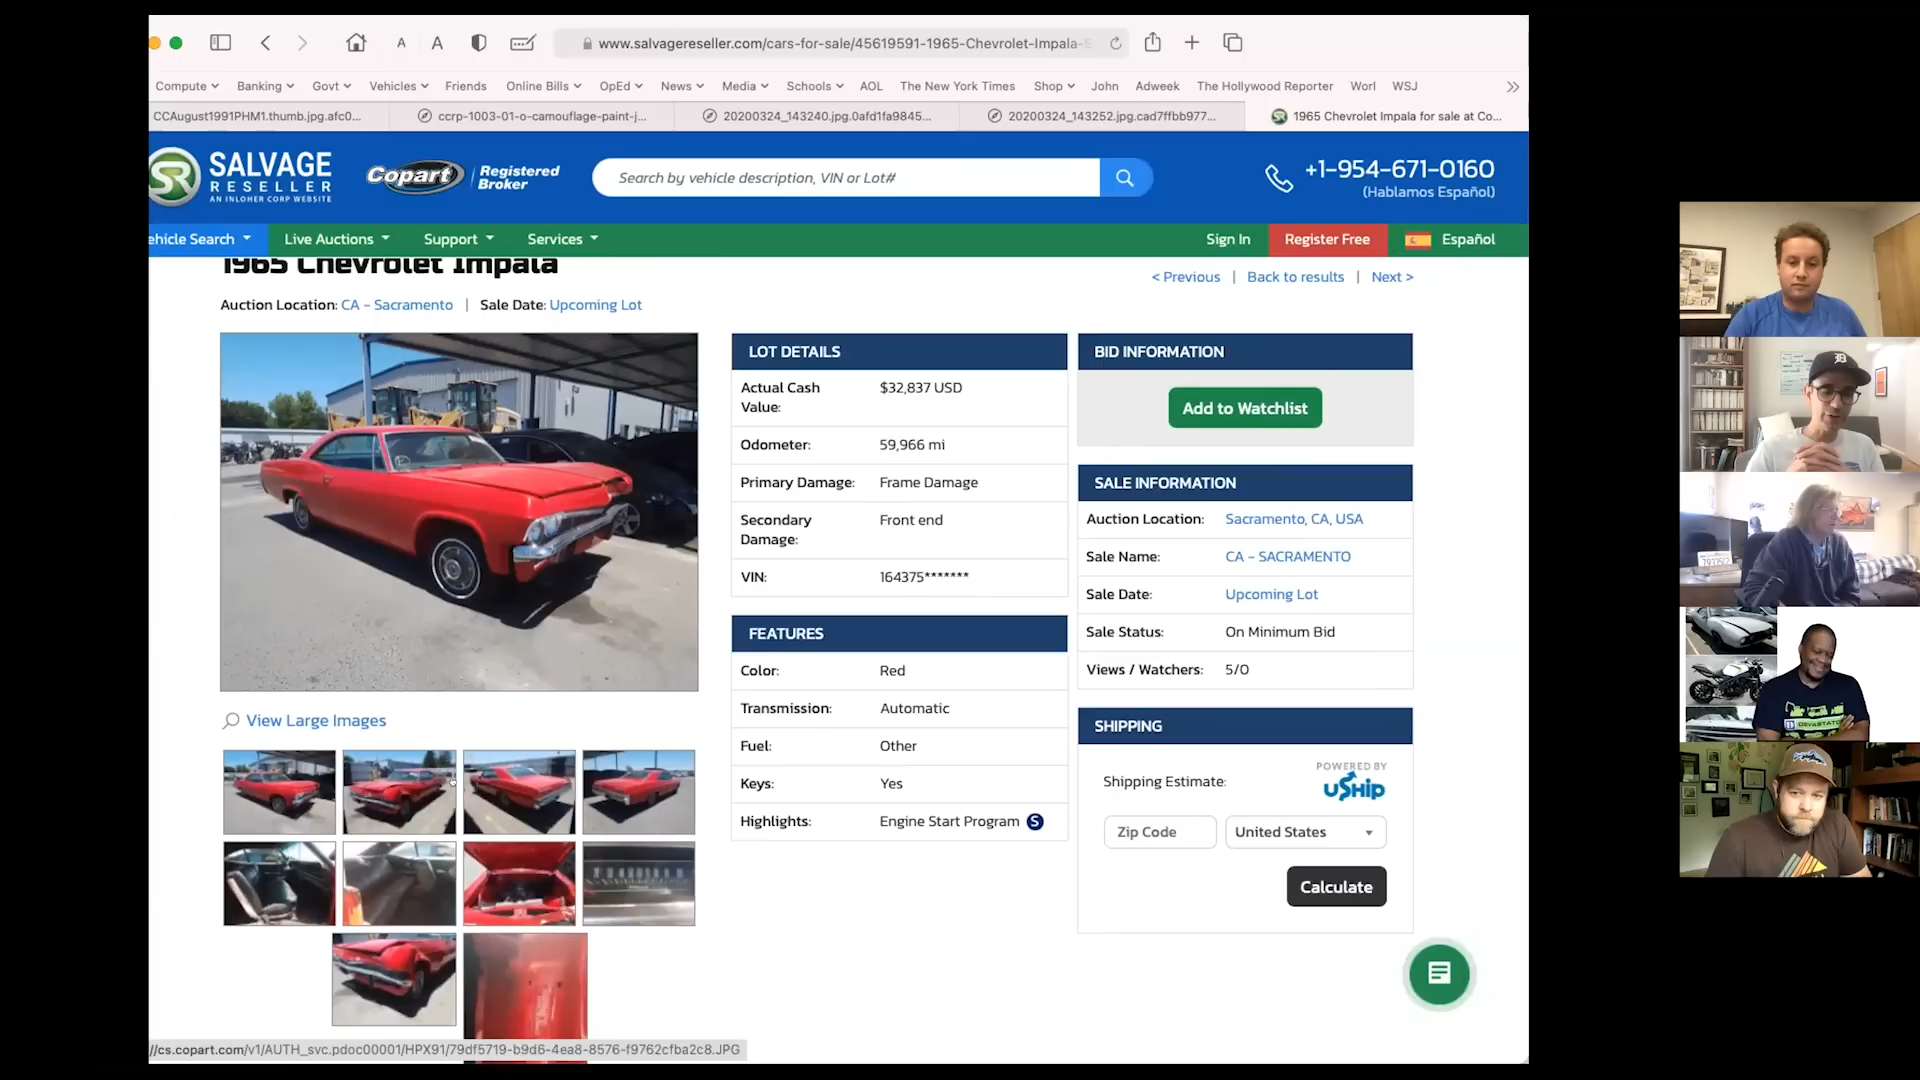 A A www.salvagereseller.com/cars-for-sale/45619591-1965-Chevrolet-Impala-S
Compute Banking Govt Vehicles Friends Online Bills OpEd News Media Schools AOL The New York Times Shop John Adweek The Hollywood Reporter Worl WSJ
CCAugust1991PHM1.thumb.jpg.afc0... ccrp-1003-01-o-camouflage-paint-j... 20200324_143240.jpg.0afd1fa9845... 20200324_143252.jpg.cad7ffbb977... 1965 Chevrolet Impala for sale at Co...
SR SALVAGE
RESELLER
AN INLOHER CORP WEBSITE
Copart Registered
Broker
Search by vehicle description, VIN or Lot#
+1-954-671-0160
(Hablamos Español)
ehicle Search Live Auctions Support Services Sign In Register Free Español
1965 Chevrolet Impala
< Previous | Back to results | Next >
Auction Location: CA - Sacramento | Sale Date: Upcoming Lot
View Large Images
LOT DETAILS
Actual Cash
Value: $32,837 USD
Odometer: 59,966 mi
Primary Damage: Frame Damage
Secondary
Damage: Front end
VIN: 164375*******
FEATURES
Color: Red
Transmission: Automatic
Fuel: Other
Keys: Yes
Highlights: Engine Start Program S
BID INFORMATION
Add to Watchlist
SALE INFORMATION
Auction Location: Sacramento, CA, USA
Sale Name: CA - SACRAMENTO
Sale Date: Upcoming Lot
Sale Status: On Minimum Bid
Views / Watchers: 5/0
SHIPPING
Shipping Estimate:
POWERED BY
uShip
Zip Code United States
Calculate
//cs.copart.com/v1/AUTH_svc.pdoc00001/HPX91/79df5719-b9d6-4ea8-8576-f9762cfba2c8.JPG
D